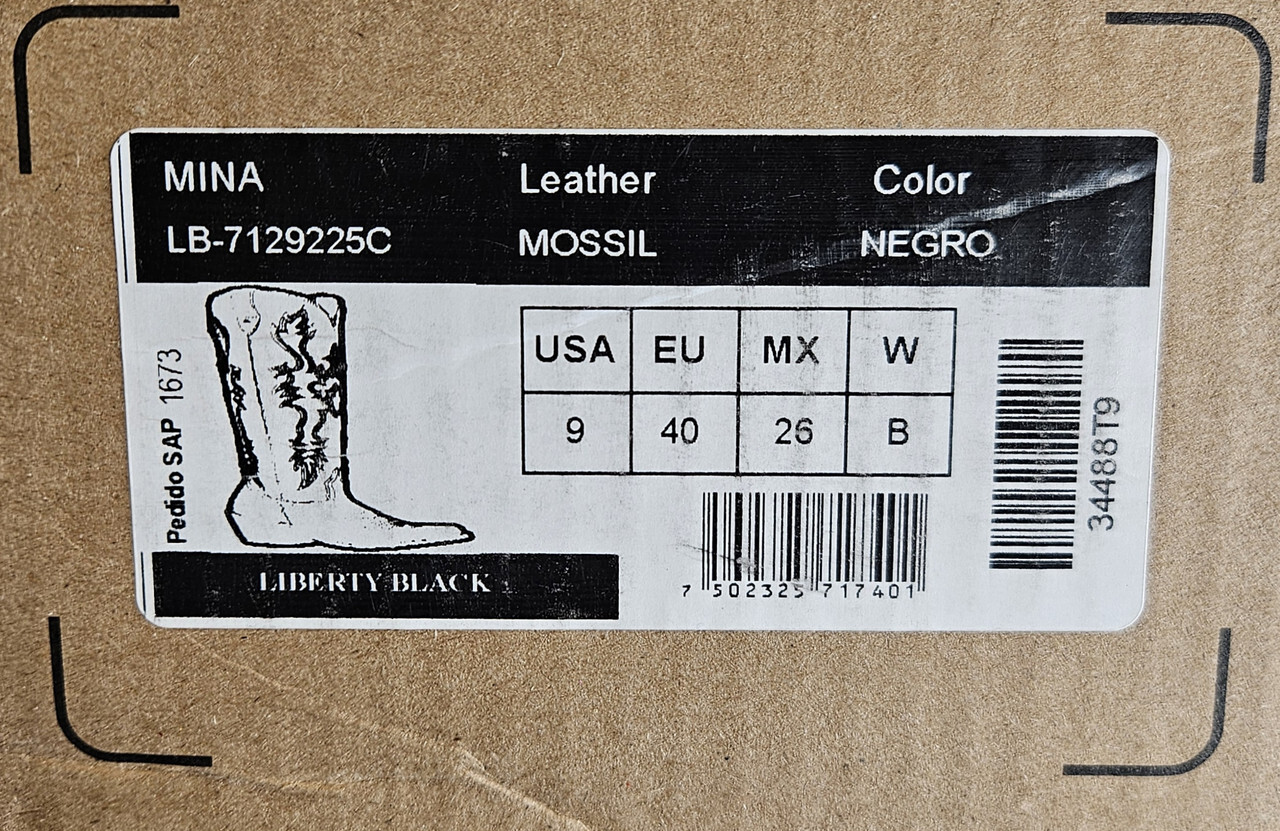 MINA Leather Color
LB-7129225C MOSSIL NEGRO
Pedido SAP 1673
USA EU MX W
9 40 26 B
34488T9
7 502325 717401
LIBERTY BLACK